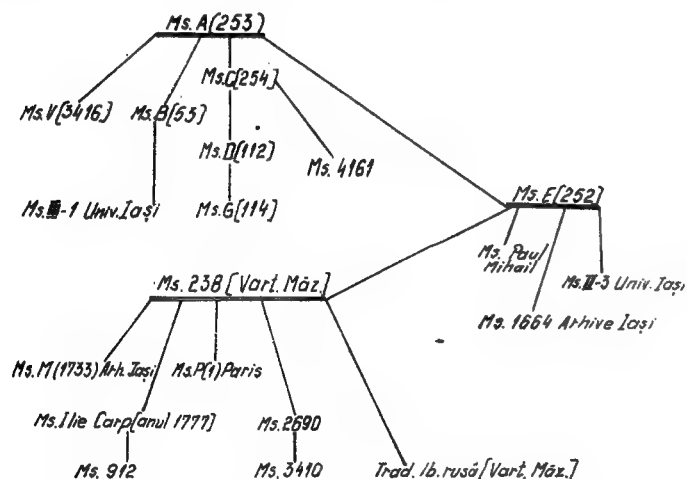 Ms. A (253)
Ms. C [254]
Ms. V [3416]
Ms. B [53]
Ms. D [112]
Ms. 4161
Ms. III-1 Univ. Iași
Ms. G [114]
Ms. E [252]
Ms. Paul
Mihail
Ms. III-3 Univ. Iași
Ms. 1664 Arhive Iași
Ms. 238 [Vart. Măz.]
Ms. M (1733) Arh. Iași
Ms. P(1) Paris
Ms. Ilie Carp [anul 1777]
Ms. 2690
Ms. 912
Ms. 3410
Trad. lb. rusă [Vart. Măz.]